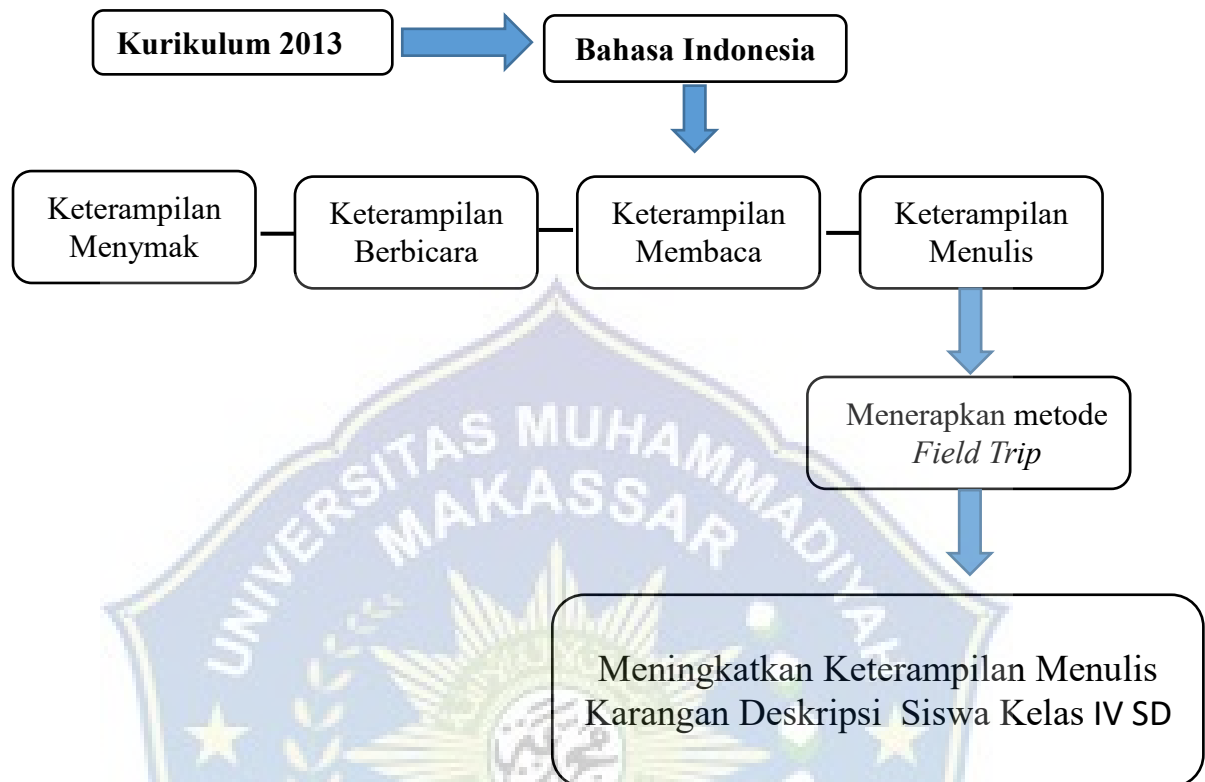 Kurikulum 2013
Bahasa Indonesia
Keterampilan
Menymak
Keterampilan
Berbicara
Keterampilan
Membaca
Keterampilan
Menulis
Menerapkan metode
Field Trip
Meningkatkan Keterampilan Menulis
Karangan Deskripsi Siswa Kelas IV SD
UNIVERSITAS MUHAMMADIYAH
MAKASSAR